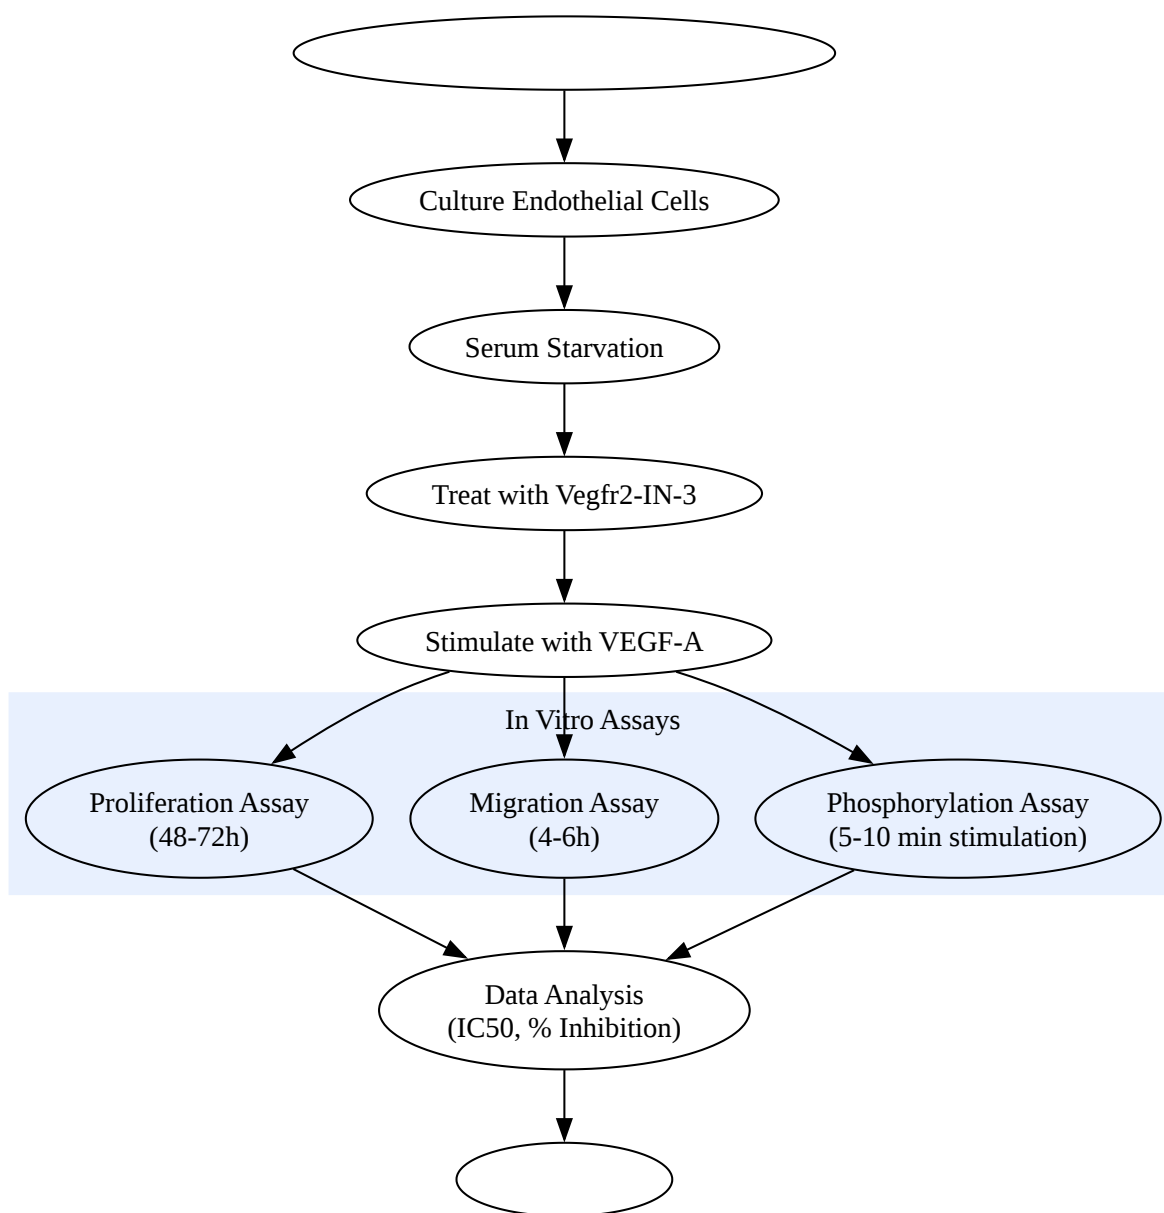 Culture Endothelial Cells
Serum Starvation
Treat with Vegfr2-IN-3
Stimulate with VEGF-A
In Vitro Assays
Proliferation Assay
(48-72h)
Migration Assay
(4-6h)
Phosphorylation Assay
(5-10 min stimulation)
Data Analysis
(IC50, % Inhibition)